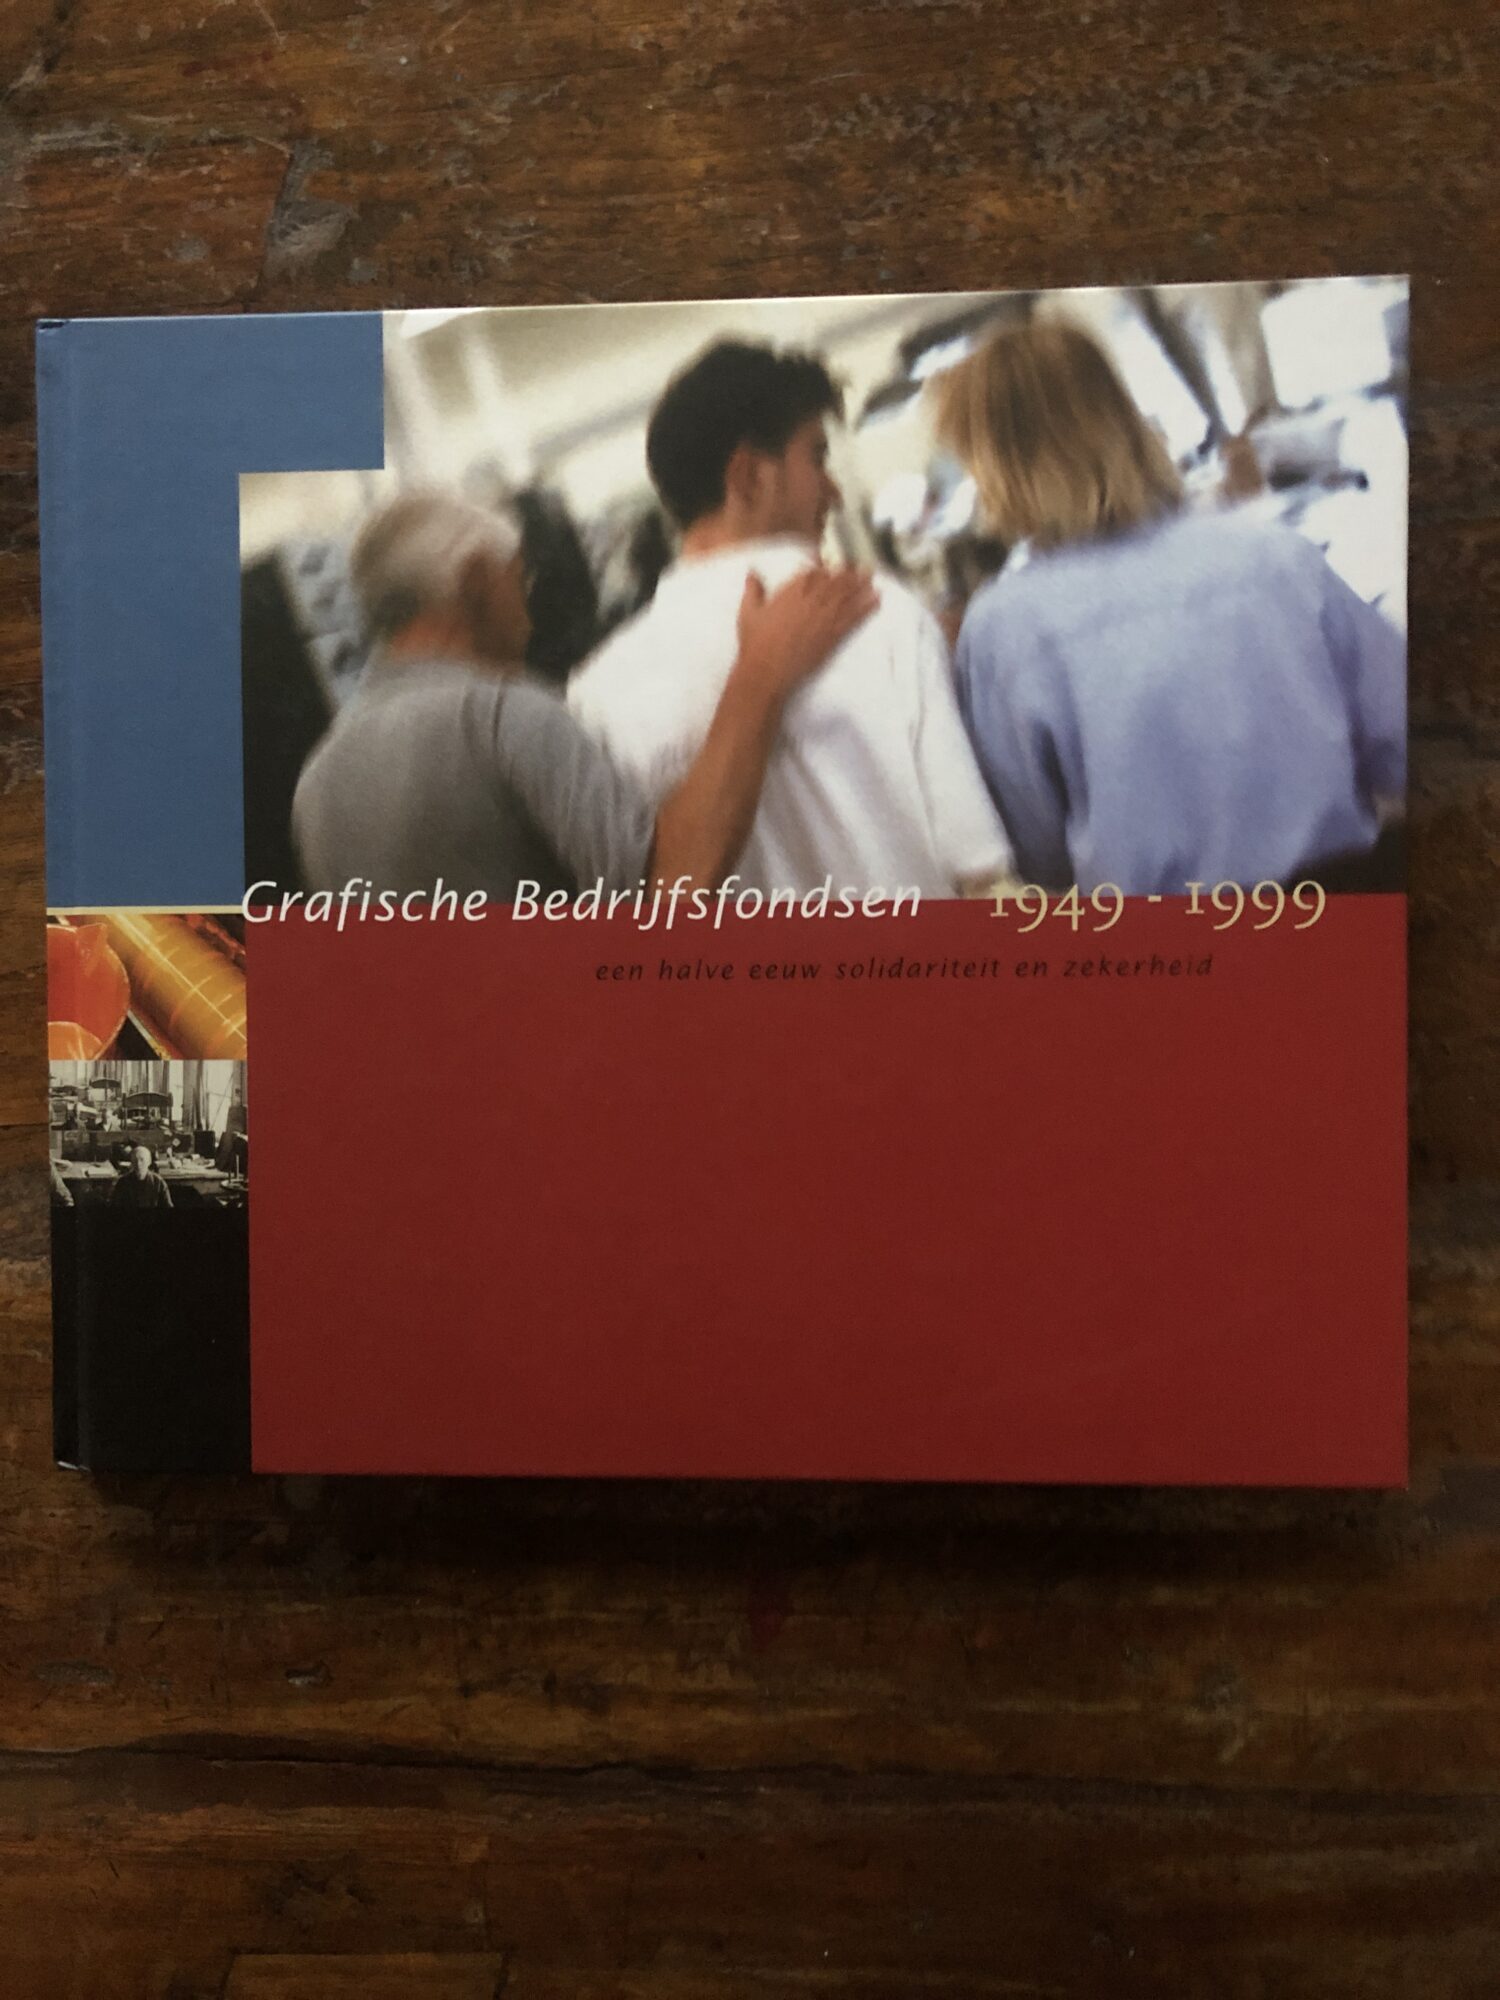 Grafische Bedrijfsfondsen 1949 - 1999
een halve eeuw solidariteit en zekerheid